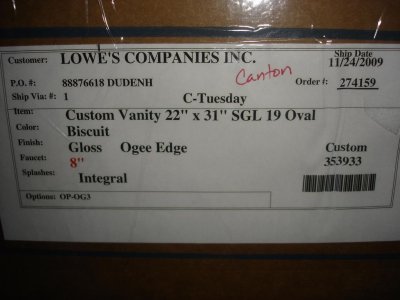 Customer: LOWE'S COMPANIES INC. Ship Date
11/24/2009
Canton
P.O. #: 88876618 DUDENH Order #: 274159
Ship Via: #: 1 C-Tuesday
Item: Custom Vanity 22" x 31" SGL 19 Oval
Color: Biscuit
Finish: Gloss Ogee Edge Custom
Faucet: 8" 353933
Splashes: Integral
Options: OP-OG3